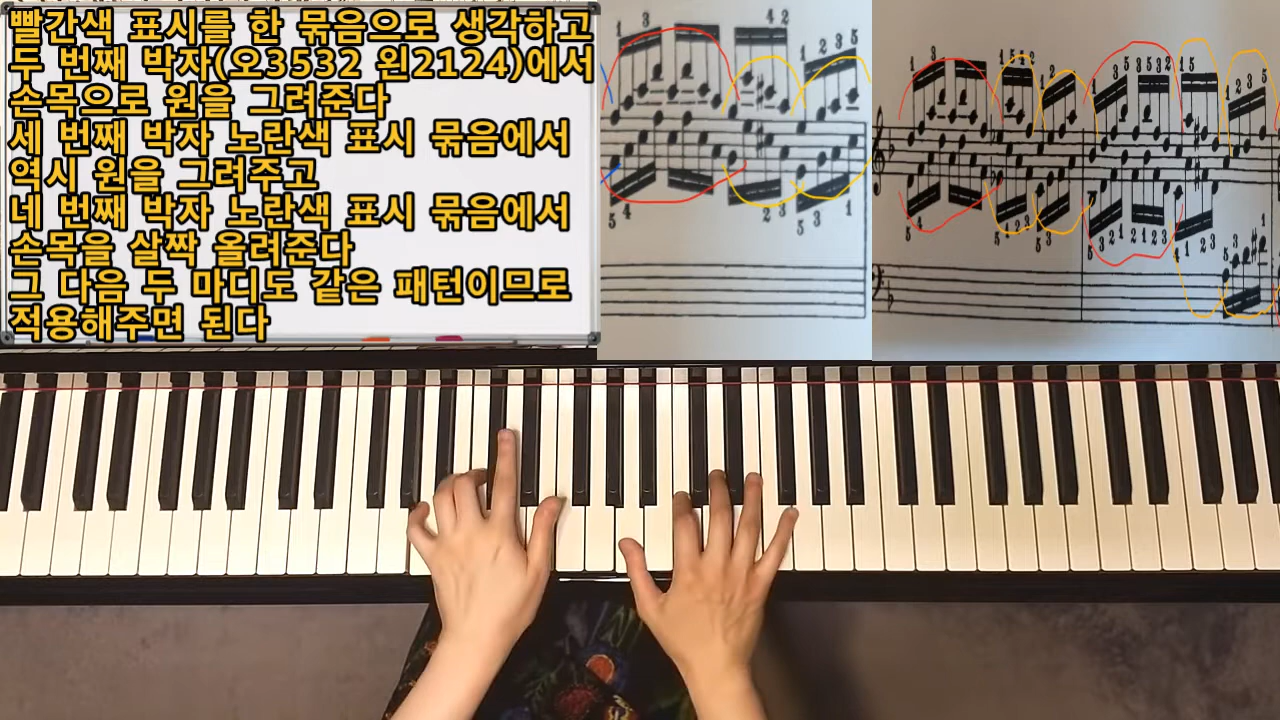 빨간색 표시를 한 묶음으로 생각하고
두 번째 박자(오3532 왼2124)에서
손목으로 원을 그려준다
세 번째 박자 노란색 표시 묶음에서
역시 원을 그려주고
네 번째 박자 노란색 표시 묶음에서
손목을 살짝 올려준다
그 다음 두 마디도 같은 패턴이므로
적용해주면 된다